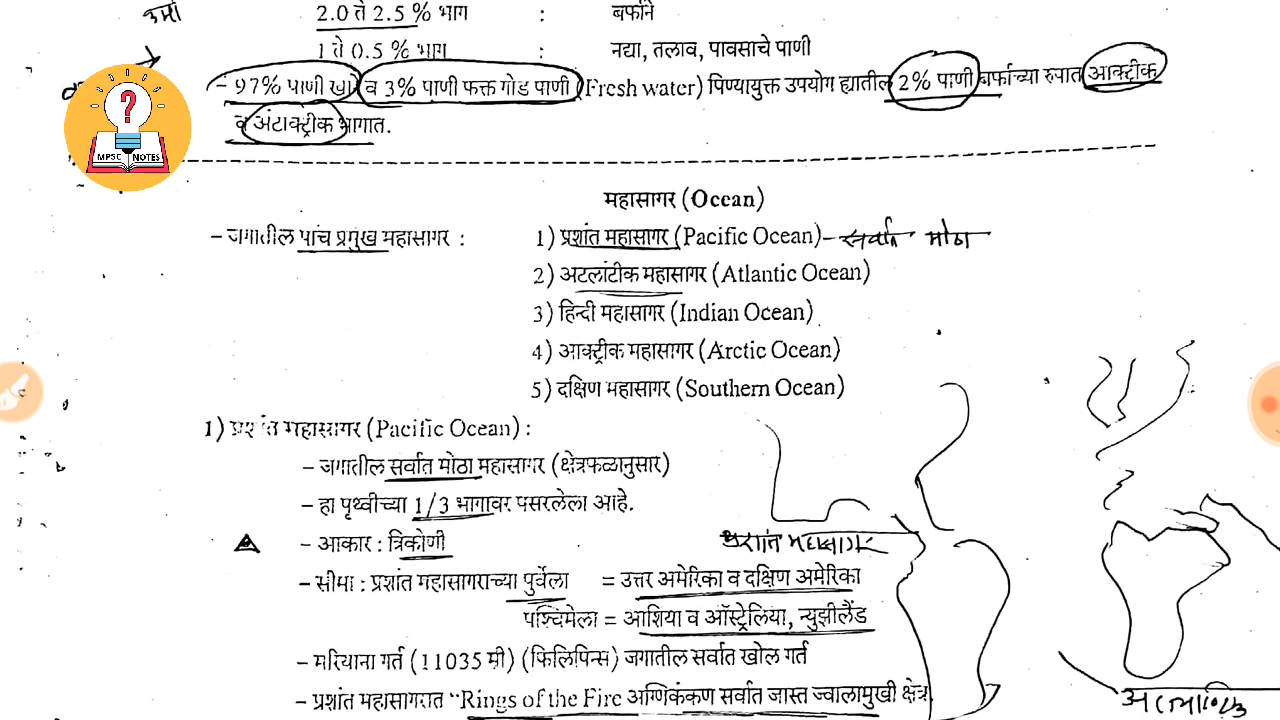 2.0 ते 2.5 % भाग : बर्फाने
1 ते 0.5 % भाग : नद्या, तलाव, पावसाचे पाणी
– 97% पाणी खारे व 3% पाणी फक्त गोड पाणी (Fresh water) पिण्यायुक्त उपयोग ह्यातील 2% पाणी बर्फाच्या रुपात आर्क्टीक
व अंटार्क्टीक भागात.
MPSC NOTES
महासागर (Ocean)
– जगातील पाच प्रमुख महासागर : 1) प्रशांत महासागर (Pacific Ocean) – सर्वात मोठा
2) अटलांटीक महासागर (Atlantic Ocean)
3) हिन्दी महासागर (Indian Ocean)
4) आर्क्टीक महासागर (Arctic Ocean)
5) दक्षिण महासागर (Southern Ocean)
1) प्रशांत महासागर (Pacific Ocean) :
– जगातील सर्वात मोठा महासागर (क्षेत्रफळानुसार)
– हा पृथ्वीच्या 1/3 भागावर पसरलेला आहे.
– आकार : त्रिकोणी
प्रशांत महासागर
– सीमा : प्रशांत महासागराच्या पुर्वेला = उत्तर अमेरिका व दक्षिण अमेरिका
पश्चिमेला = आशिया व ऑस्ट्रेलिया, न्युझीलैंड
– मरियाना गर्त (11035 मी) (फिलिपिन्स) जगातील सर्वात खोल गर्त
– प्रशांत महासागरात "Rings of the Fire अग्निकंकण सर्वात जास्त ज्वालामुखी क्षेत्र